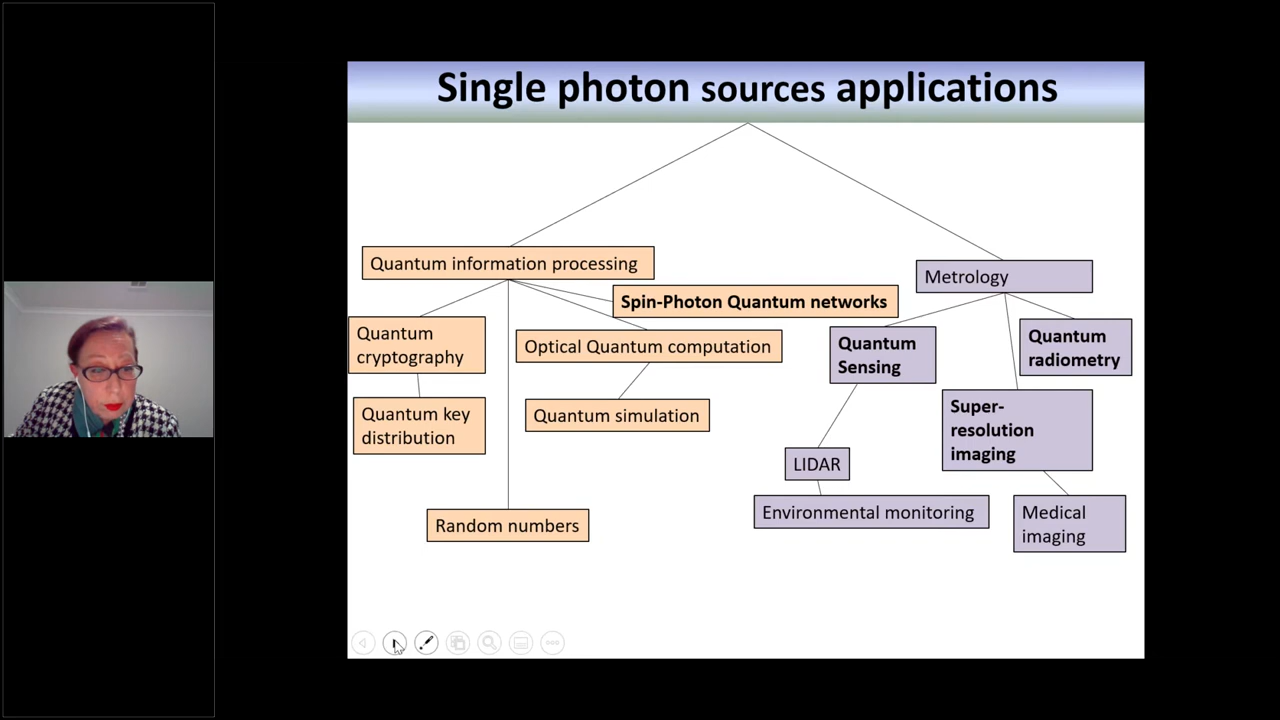 Single photon sources applications
Quantum information processing
Metrology
Spin-Photon Quantum networks
Quantum
cryptography
Optical Quantum computation
Quantum
Sensing
Quantum
radiometry
Quantum key
distribution
Quantum simulation
Super-
resolution
imaging
LIDAR
Random numbers
Environmental monitoring
Medical
imaging